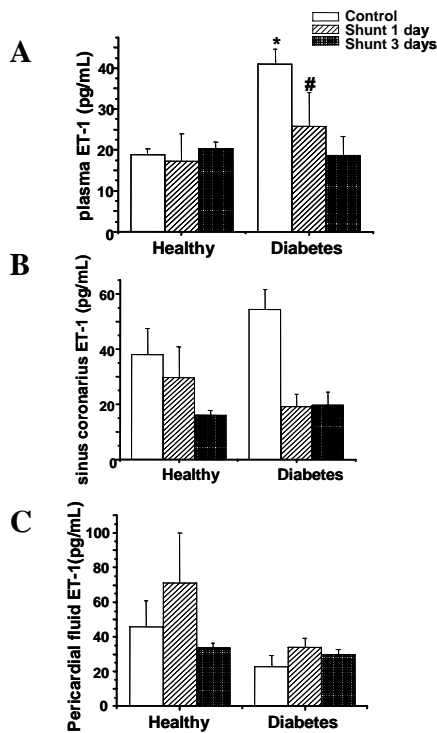 Control
Shunt 1 day
Shunt 3 days
A
plasma ET-1 (pg/mL)
40
30
20
10
0
*
#
Healthy
Diabetes
B
sinus coronarius ET-1 (pg/mL)
60
40
20
0
Healthy
Diabetes
C
Pericardial fluid ET-1(pg/mL)
100
80
60
40
20
0
Healthy
Diabetes